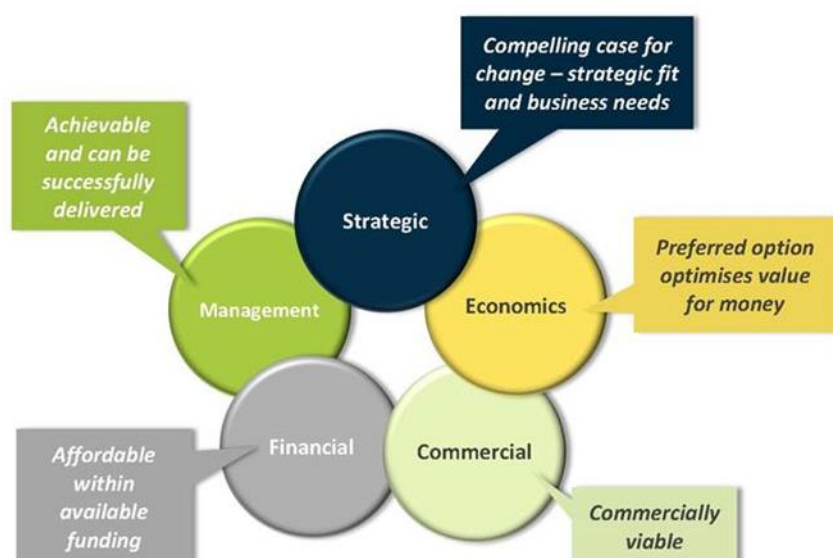 Compelling case for
change – strategic fit
and business needs
Achievable
and can be
successfully
delivered
Strategic
Preferred option
optimises value
for money
Management
Economics
Financial
Commercial
Affordable
within
available
funding
Commercially
viable